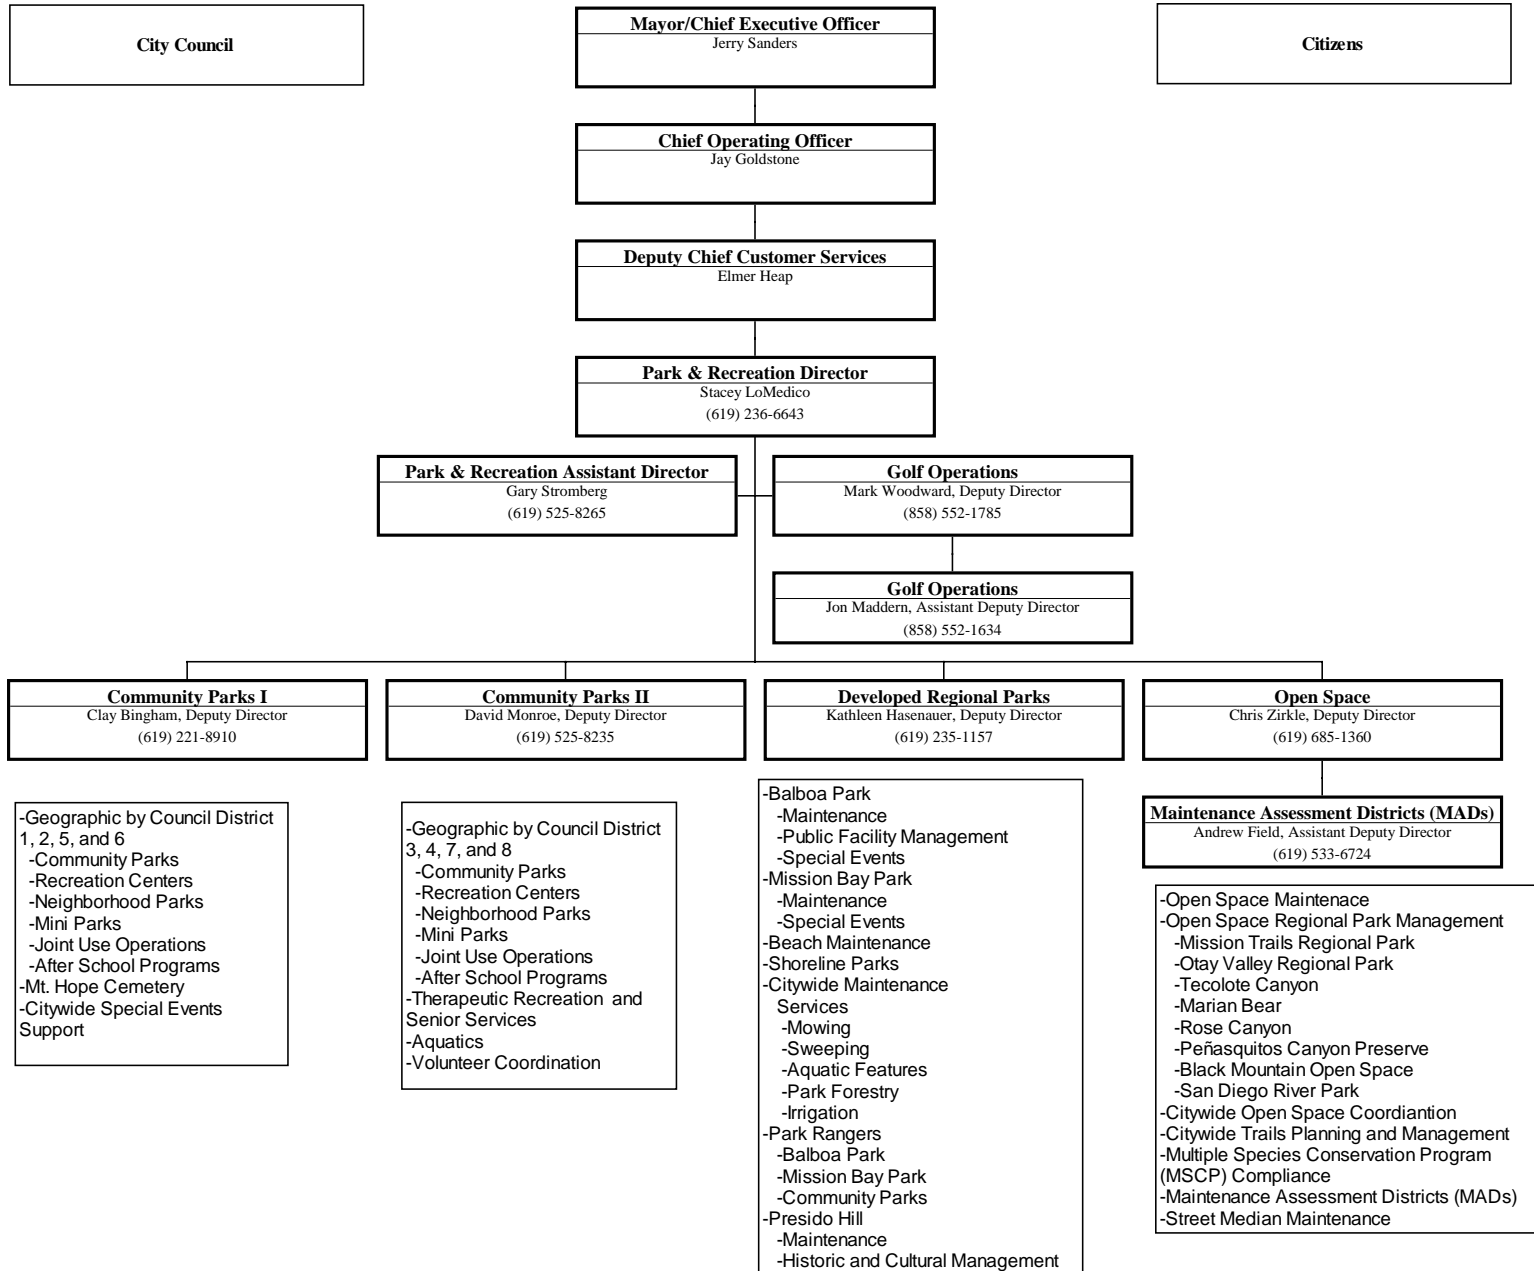 City Council
Mayor/Chief Executive Officer
Jerry Sanders
Citizens
Chief Operating Officer
Jay Goldstone
Deputy Chief Customer Services
Elmer Heap
Park & Recreation Director
Stacey LoMedico
(619) 236-6643
Park & Recreation Assistant Director
Gary Stromberg
(619) 525-8265
Golf Operations
Mark Woodward, Deputy Director
(858) 552-1785
Golf Operations
Jon Maddern, Assistant Deputy Director
(858) 552-1634
Community Parks I
Clay Bingham, Deputy Director
(619) 221-8910
Community Parks II
David Monroe, Deputy Director
(619) 525-8235
Developed Regional Parks
Kathleen Hasenauer, Deputy Director
(619) 235-1157
Open Space
Chris Zirkle, Deputy Director
(619) 685-1360
-Geographic by Council District
1, 2, 5, and 6
-Community Parks
-Recreation Centers
-Neighborhood Parks
-Mini Parks
-Joint Use Operations
-After School Programs
-Mt. Hope Cemetery
-Citywide Special Events
Support
-Geographic by Council District
3, 4, 7, and 8
-Community Parks
-Recreation Centers
-Neighborhood Parks
-Mini Parks
-Joint Use Operations
-After School Programs
-Therapeutic Recreation and
Senior Services
-Aquatics
-Volunteer Coordination
-Balboa Park
-Maintenance
-Public Facility Management
-Special Events
-Mission Bay Park
-Maintenance
-Special Events
-Beach Maintenance
-Shoreline Parks
-Citywide Maintenance
Services
-Mowing
-Sweeping
-Aquatic Features
-Park Forestry
-Irrigation
-Park Rangers
-Balboa Park
-Mission Bay Park
-Community Parks
-Presido Hill
-Maintenance
-Historic and Cultural Management
Maintenance Assessment Districts (MADs)
Andrew Field, Assistant Deputy Director
(619) 533-6724
-Open Space Maintenace
-Open Space Regional Park Management
-Mission Trails Regional Park
-Otay Valley Regional Park
-Tecolote Canyon
-Marian Bear
-Rose Canyon
-Peñasquitos Canyon Preserve
-Black Mountain Open Space
-San Diego River Park
-Citywide Open Space Coordiantion
-Citywide Trails Planning and Management
-Multiple Species Conservation Program
(MSCP) Compliance
-Maintenance Assessment Districts (MADs)
-Street Median Maintenance